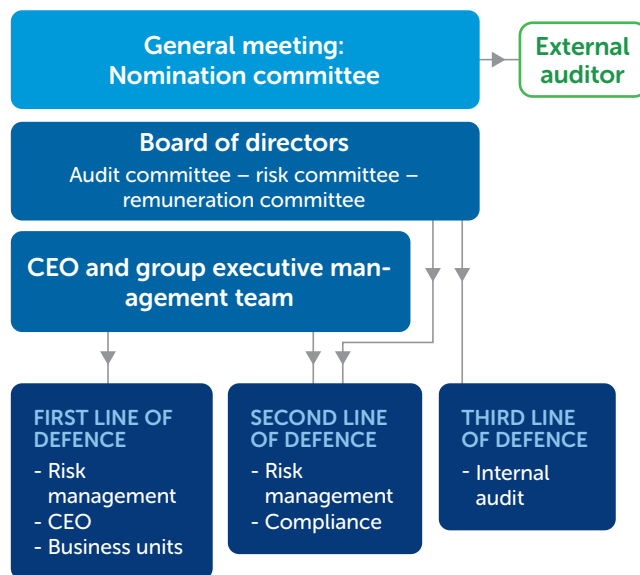 General meeting:
Nomination committee
External
auditor
Board of directors
Audit committee – risk committee –
remuneration committee
CEO and group executive man-
agement team
FIRST LINE OF
DEFENCE
- Risk
management
- CEO
- Business units
SECOND LINE
OF DEFENCE
- Risk
management
- Compliance
THIRD LINE
OF DEFENCE
- Internal
audit